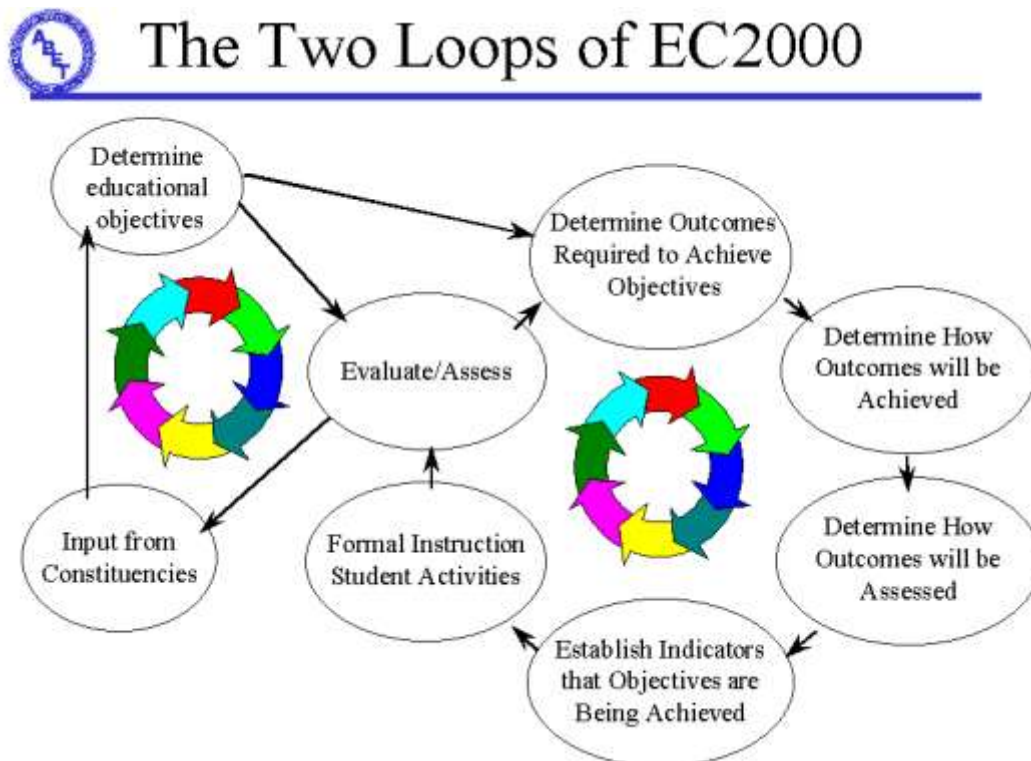 ABET
The Two Loops of EC2000
Determine
educational
objectives
Determine Outcomes
Required to Achieve
Objectives
Evaluate/Assess
Determine How
Outcomes will be
Achieved
Input from
Constituencies
Formal Instruction
Student Activities
Determine How
Outcomes will be
Assessed
Establish Indicators
that Objectives are
Being Achieved